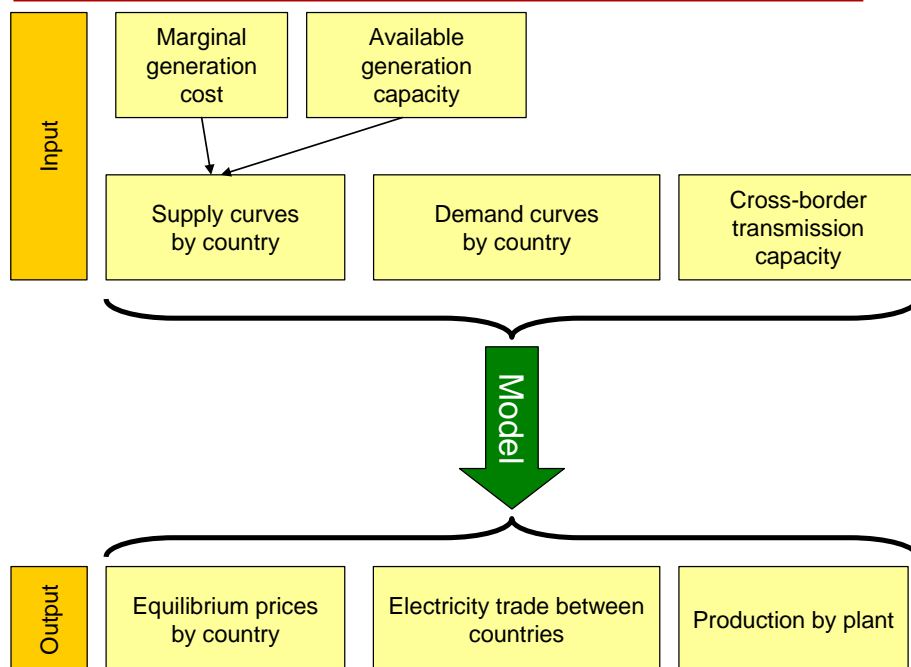 Input
Marginal
generation
cost
Available
generation
capacity
Supply curves
by country
Demand curves
by country
Cross-border
transmission
capacity
Model
Output
Equilibrium prices
by country
Electricity trade between
countries
Production by plant